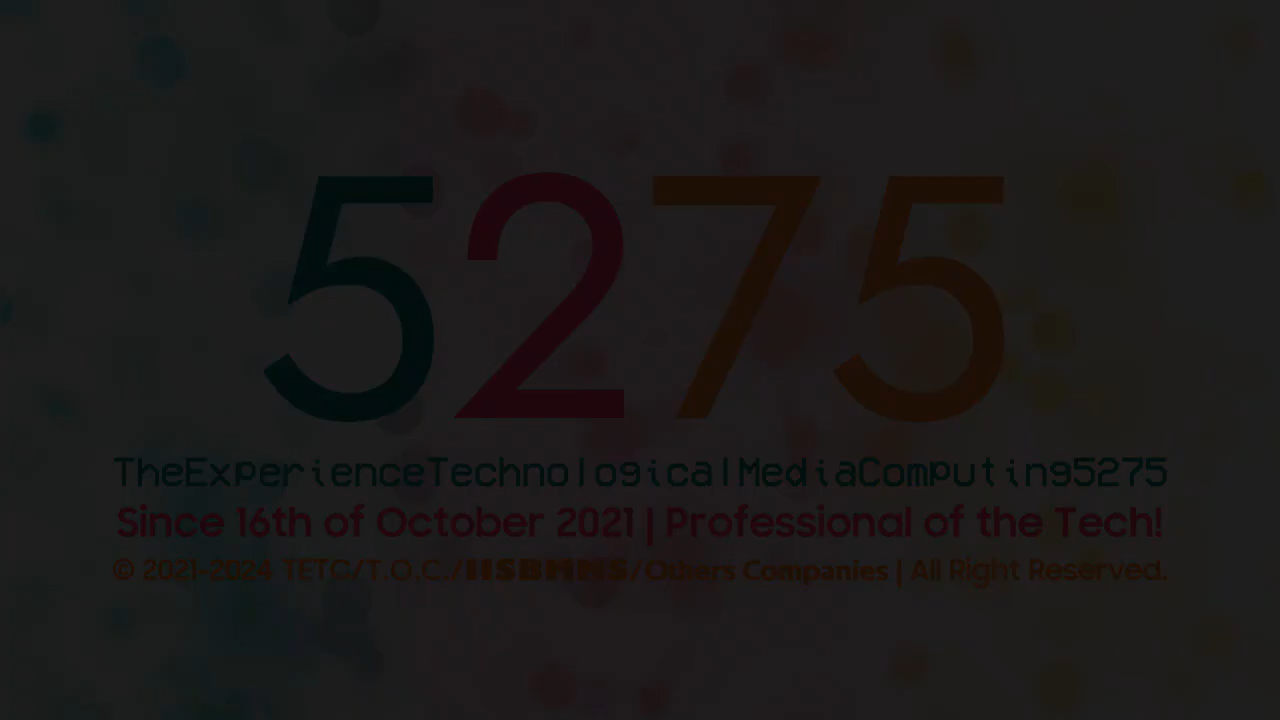 5275
TheExperienceTechnologicalMediaComputing5275
Since 16th of October 2021 | Professional of the Tech!
© 2021-2024 TETC/T.O.C./IISBMMS/Others Companies | All Right Reserved.